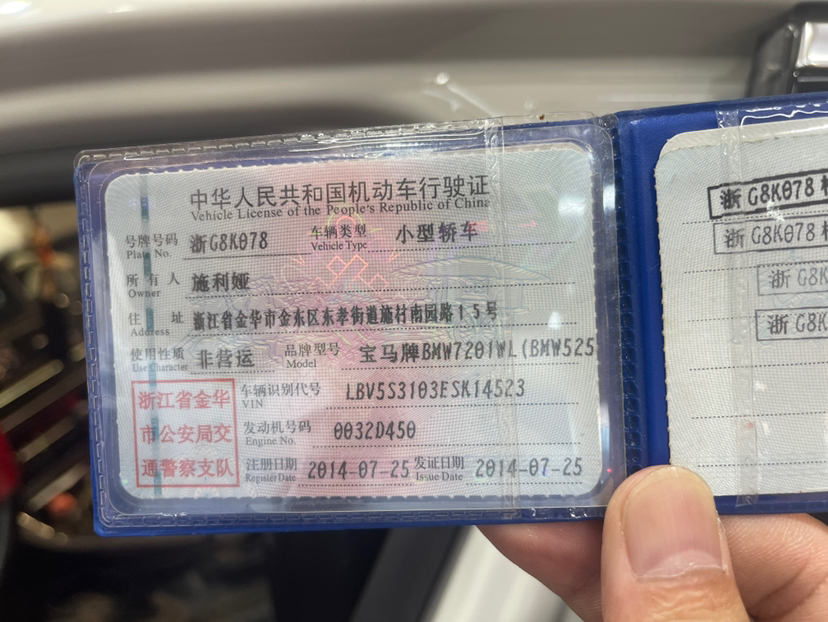 中华人民共和国机动车行驶证
Vehicle License of the People's Republic of China
号牌号码 浙G8K078 车辆类型 小型轿车
Plate No. Vehicle Type
所有人 施利娅
Owner
住址 浙江省金华市金东区东孝街道施村南园路15号
Address
使用性质 非营运 品牌型号 宝马牌BMW7201WL(BMW525
Use Character Model
浙江省金华
市公安局交
通警察支队
车辆识别代号 LBV5S3103ESK14523
VIN
发动机号码 0032D450
Engine No.
注册日期 2014-07-25 发证日期 2014-07-25
Register Date Issue Date
浙G8K078
浙G8K078
浙G8K
浙G8K